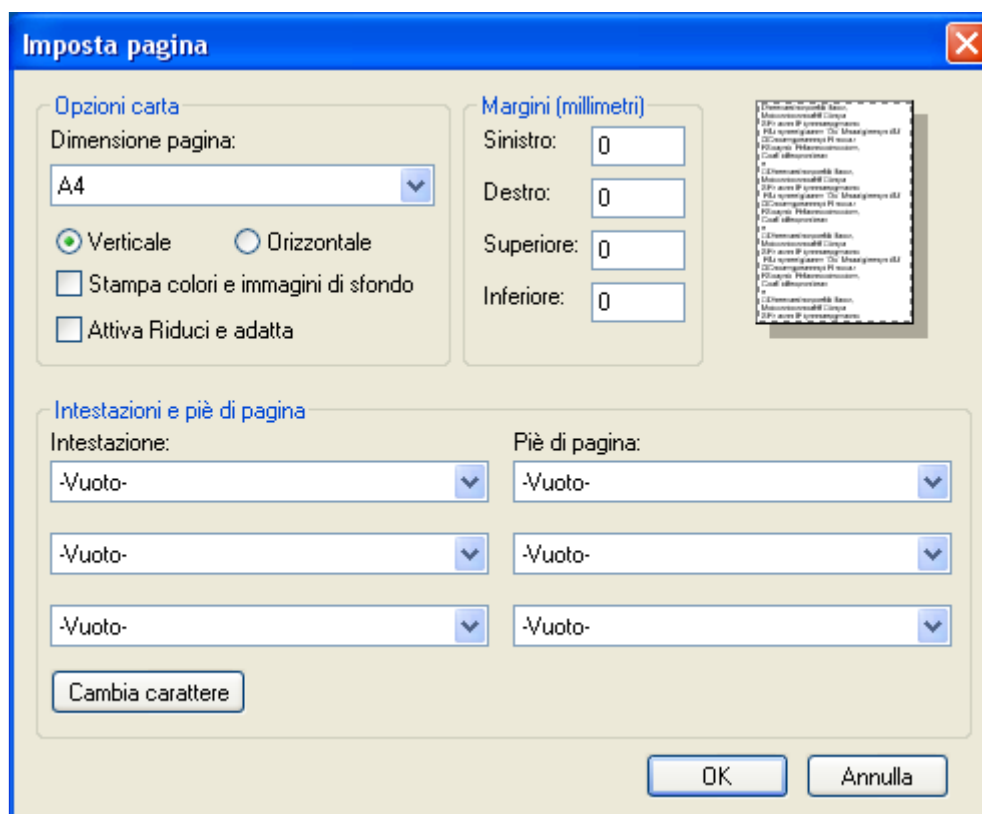 Imposta pagina
Opzioni carta
Dimensione pagina:
A4
Verticale
Orizzontale
Stampa colori e immagini di sfondo
Attiva Riduci e adatta
Margini (millimetri)
Sinistro: 0
Destro: 0
Superiore: 0
Inferiore: 0
Intestazioni e piè di pagina
Intestazione:
Piè di pagina:
-Vuoto-
-Vuoto-
-Vuoto-
-Vuoto-
-Vuoto-
-Vuoto-
Cambia carattere
OK
Annulla